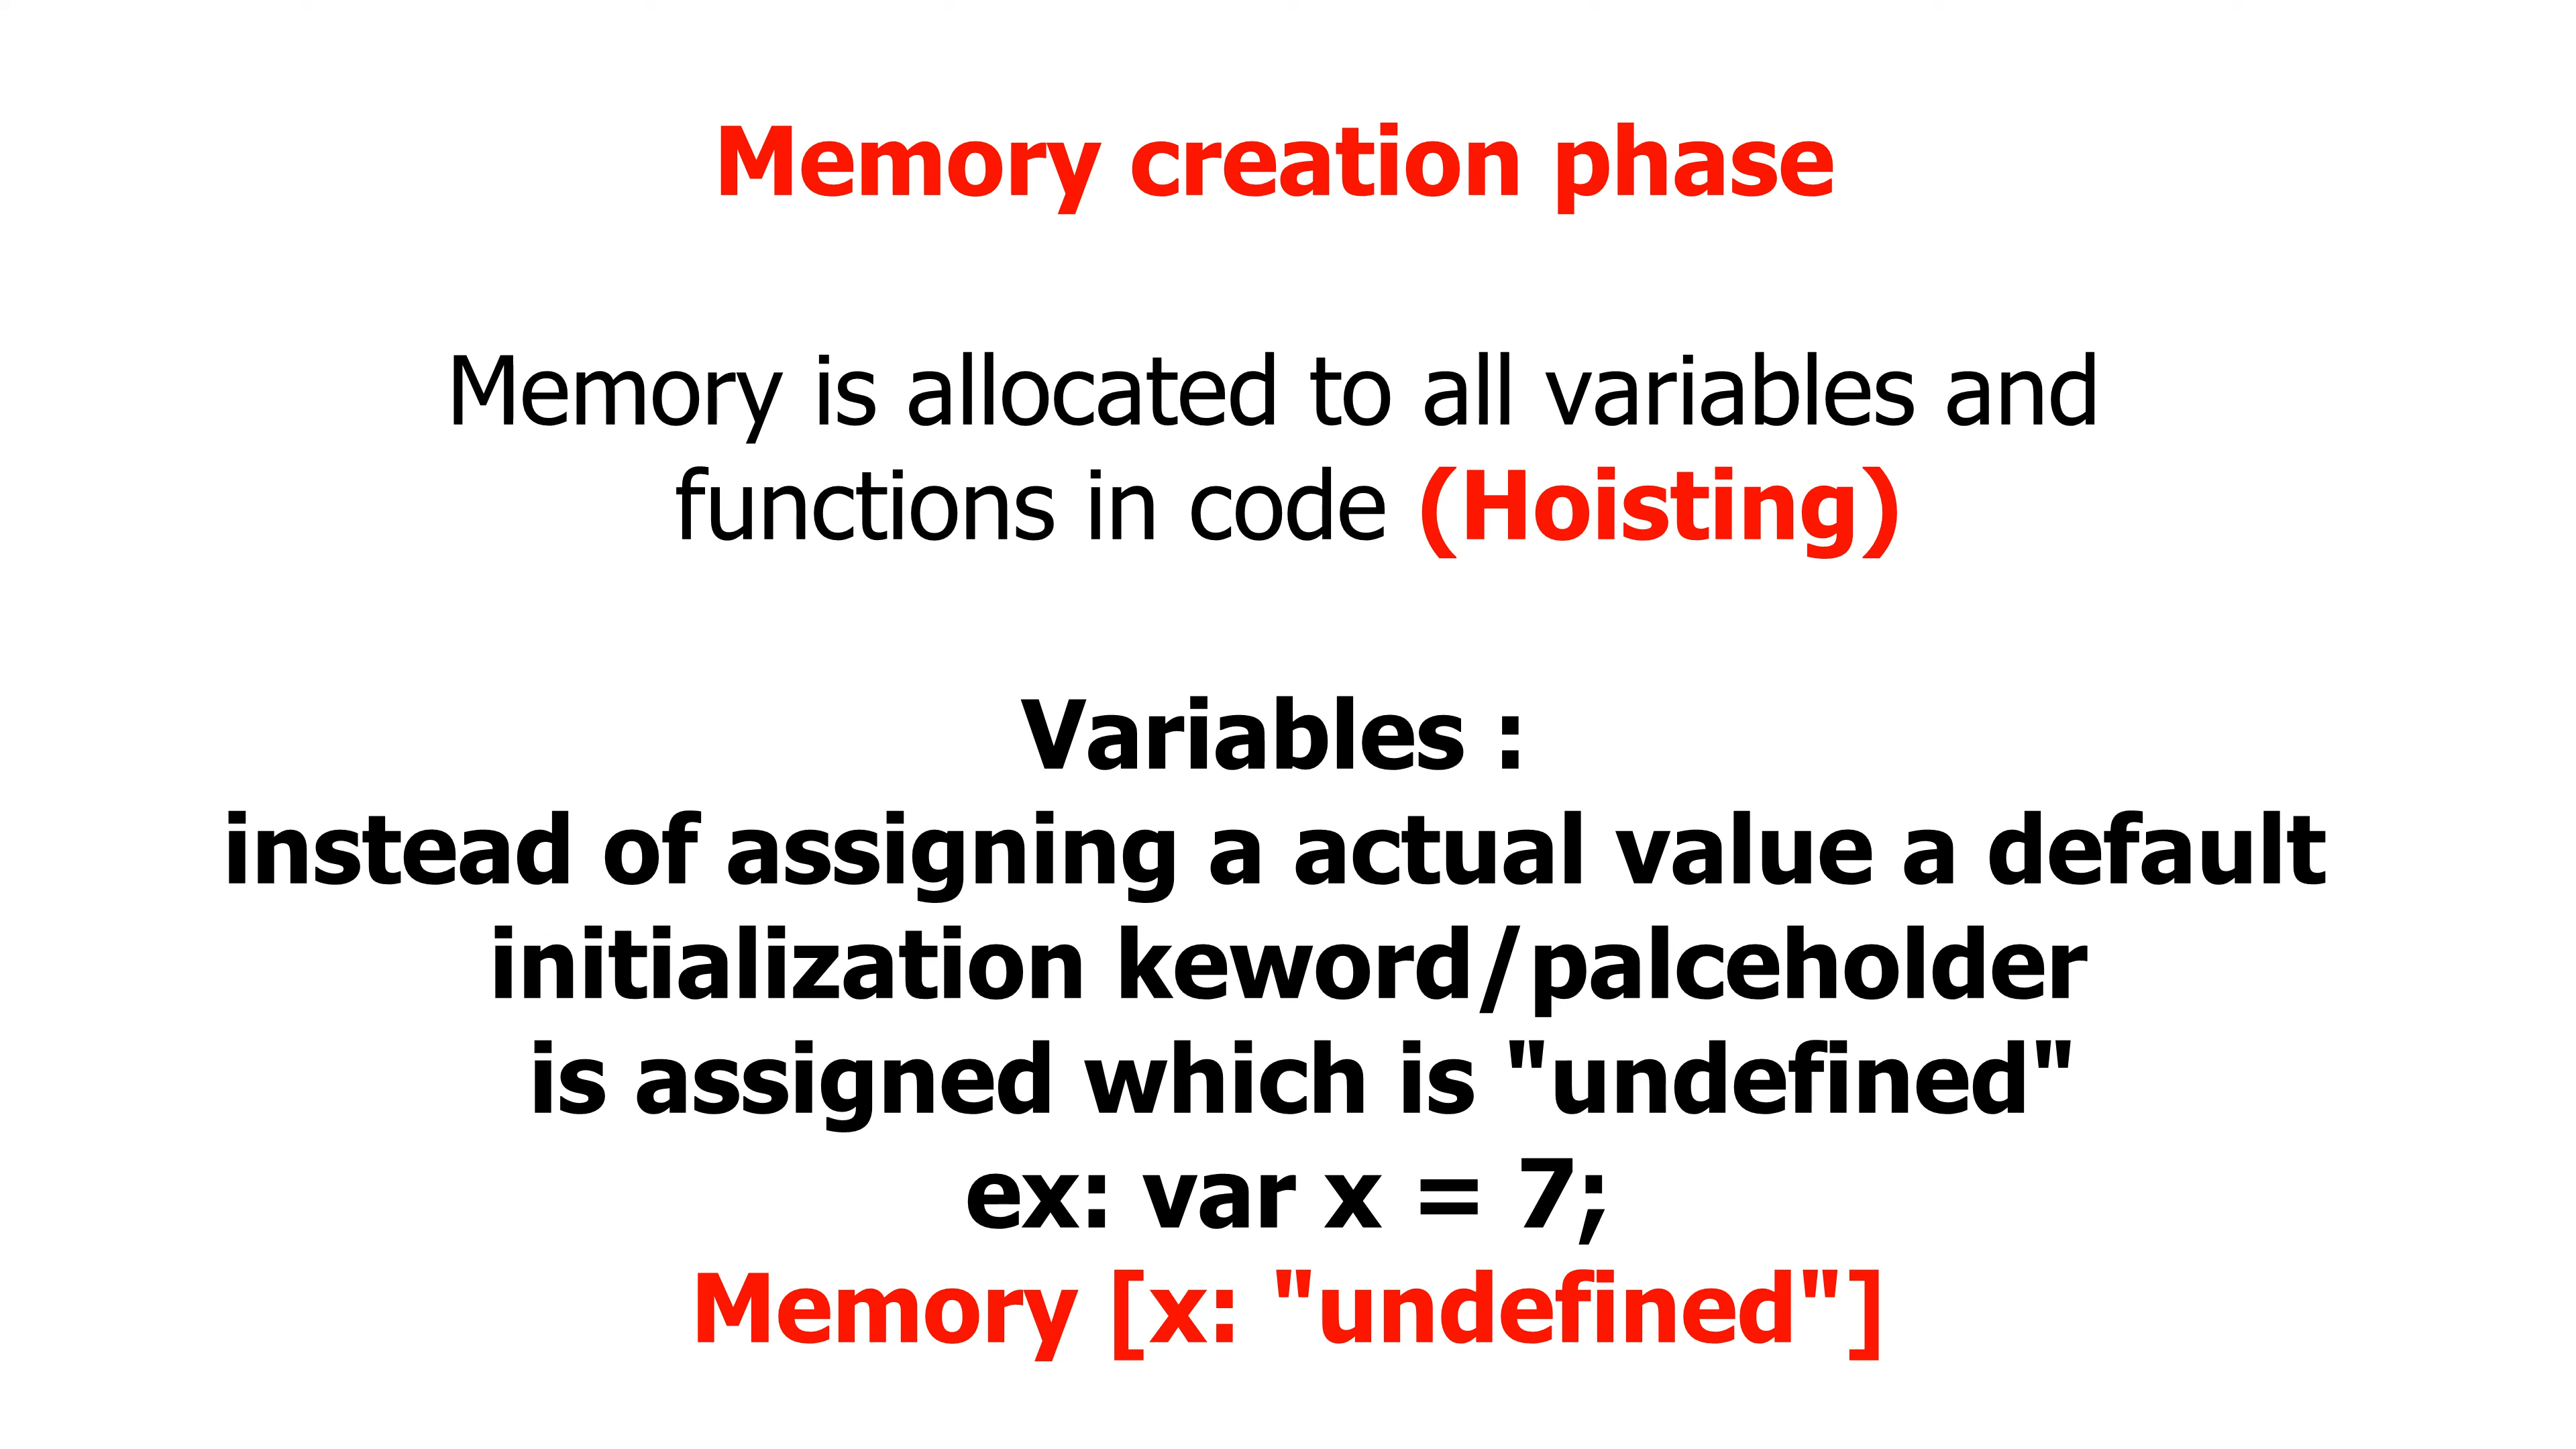 Memory creation phase
Memory is allocated to all variables and
functions in code (Hoisting)
Variables :
instead of assigning a actual value a default
initialization keword/palceholder
is assigned which is "undefined"
ex: var x = 7;
Memory [x: "undefined"]